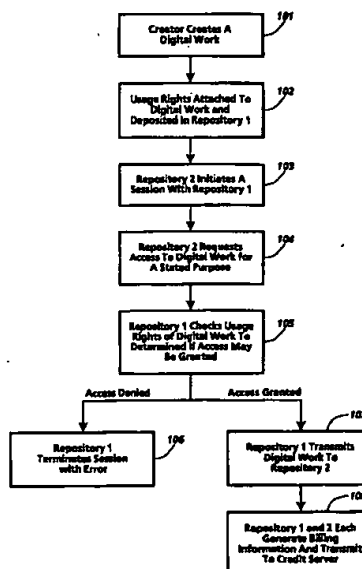 101
Creator Creates A
Digital Work
102
Usage Rights Attached To
Digital Work and
Deposited In Repository 1
103
Repository 2 Initiates A
Session With Repository 1
104
Repository 2 Requests
Access To Digital Work for
A Stated Purpose
105
Repository 1 Checks Usage
Rights of Digital Work To
Determined If Access May
Be Granted
Access Denied
Access Granted
106
Repository 1
Terminates Session
with Error
Repository 1 Transmits
Digital Work To
Repository 2
Repository 1 and 2 Each
Generate Billing
Information And Transmit
To Credit Server